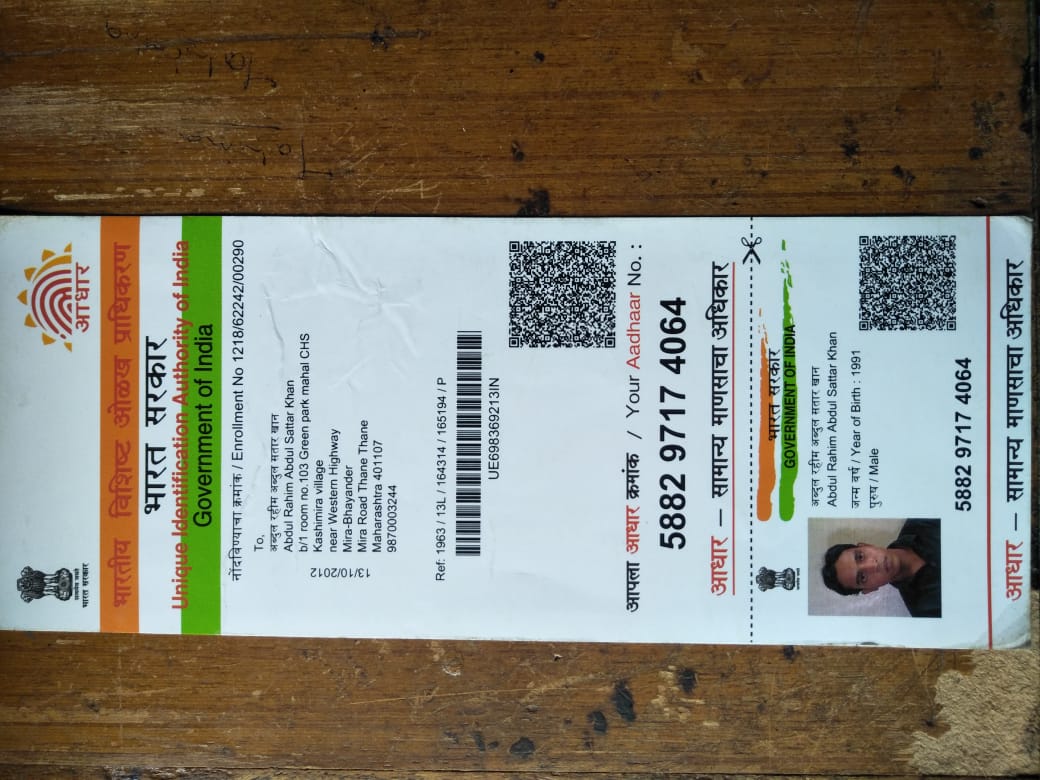 आधार
सत्यमेव जयते
भारत सरकार
भारतीय विशिष्ट ओळख प्राधिकरण
भारत सरकार
Unique Identification Authority of India
Government of India
नोंदविण्याचा क्रमांक / Enrollment No 1218/62242/00290
To,
अब्दुल रहीम अब्दुल सतार खान
Abdul Rahim Abdul Sattar Khan
b/1 room no.103 Green park mahal CHS
Kashimira village
near Western Highway
Mira-Bhayander
Mira Road Thane Thane
Maharashtra 401107
9870003244
13/10/2012
Ref: 1963 / 13L / 164314 / 165194 / P
UE698369213IN
आपला आधार क्रमांक / Your Aadhaar No. :
5882 9717 4064
आधार – सामान्य माणसाचा अधिकार
भारत सरकार
GOVERNMENT OF INDIA
अब्दुल रहीम अब्दुल सतार खान
Abdul Rahim Abdul Sattar Khan
जन्म वर्ष / Year of Birth : 1991
पुरुष / Male
5882 9717 4064
आधार – सामान्य माणसाचा अधिकार